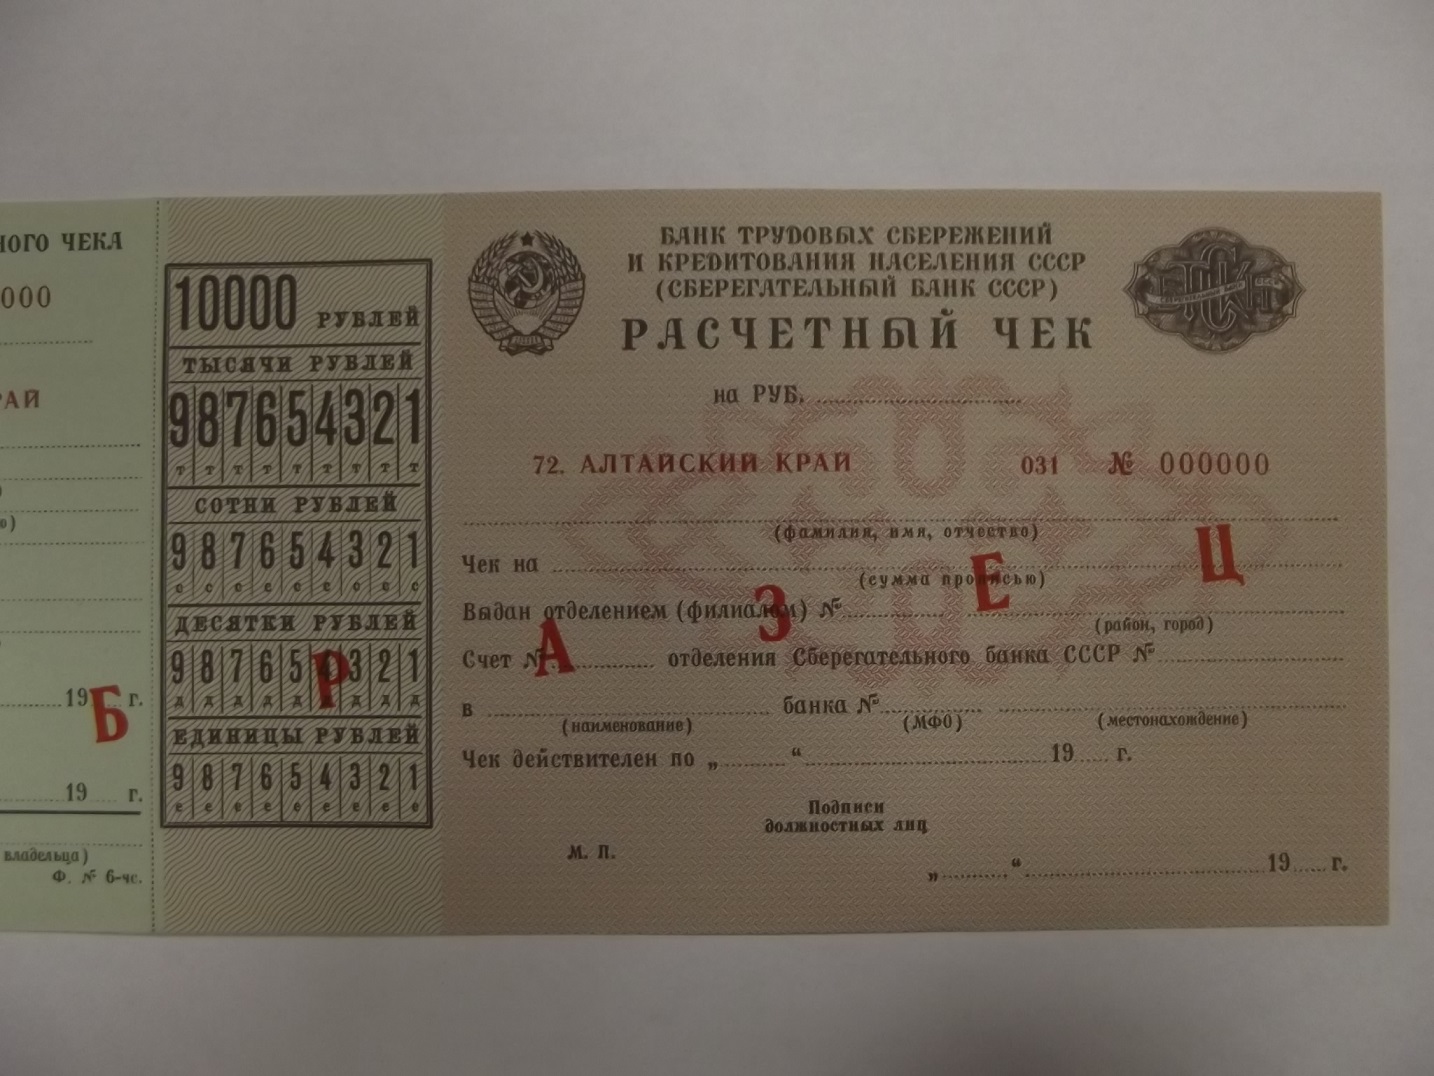 НОГО ЧЕКА
000
РАЙ
о)
19 г.
19 г.
владельца)
Ф. № 6-чс.
10000 РУБЛЕЙ
ТЫСЯЧИ РУБЛЕЙ
9 8 7 6 5 4 3 2 1
т т т т т т т т т
СОТНИ РУБЛЕЙ
9 8 7 6 5 4 3 2 1
с с с с с с с с с
ДЕСЯТКИ РУБЛЕЙ
9 8 7 6 5 4 3 2 1
д д д д д д д д д
ЕДИНИЦЫ РУБЛЕЙ
9 8 7 6 5 4 3 2 1
е е е е е е е е е
БАНК ТРУДОВЫХ СБЕРЕЖЕНИЙ
И КРЕДИТОВАНИЯ НАСЕЛЕНИЯ СССР
(СБЕРЕГАТЕЛЬНЫЙ БАНК СССР)
РАСЧЕТНЫЙ ЧЕК
на РУБ.
72. АЛТАЙСКИЙ КРАЙ 031 № 000000
(фамилия, имя, отчество)
Чек на
(сумма прописью)
Выдан отделением (филиалом) №
(район, город)
Счет № отделения Сберегательного банка СССР №
в банка №
(наименование) (МФО) (местонахождение)
Чек действителен по „ “ 19 г.
Подписи
должностных лиц
М. П.
„ “ 19 г.
Б Р А З Е Ц